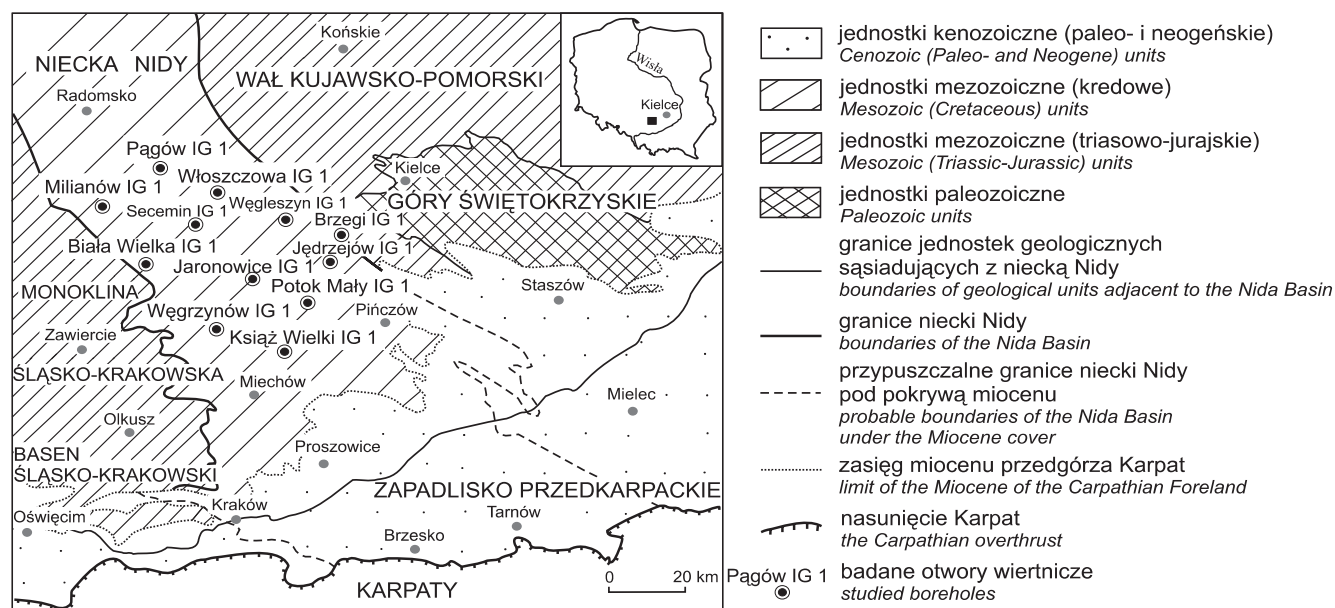 Końskie
NIECKA NIDY
WAŁ KUJAWSKO-POMORSKI
Radomsko
Wisła
Kielce
Pągów IG 1
Włoszczowa IG 1
Kielce
Milianów IG 1
Secemin IG 1
Węgleszyn IG 1
GÓRY ŚWIĘTOKRZYSKIE
Brzegi IG 1
Biała Wielka IG 1
Jędrzejów IG 1
Jaronowice IG 1
MONOKLINA
Potok Mały IG 1
Staszów
Węgrzynów IG 1
Pińczów
Zawiercie
Książ Wielki IG 1
ŚLĄSKO-KRAKOWSKA
Miechów
Mielec
Olkusz
Proszowice
BASEN
ŚLĄSKO-KRAKOWSKI
ZAPADLISKO PRZEDKARPACKIE
Kraków
Oświęcim
Tarnów
Brzesko
KARPATY
0 20 km
jednostki kenozoiczne (paleo- i neogeńskie)
Cenozoic (Paleo- and Neogene) units
jednostki mezozoiczne (kredowe)
Mesozoic (Cretaceous) units
jednostki mezozoiczne (triasowo-jurajskie)
Mesozoic (Triassic-Jurassic) units
jednostki paleozoiczne
Paleozoic units
granice jednostek geologicznych
sąsiadujących z niecką Nidy
boundaries of geological units adjacent to the Nida Basin
granice niecki Nidy
boundaries of the Nida Basin
przypuszczalne granice niecki Nidy
pod pokrywą miocenu
probable boundaries of the Nida Basin
under the Miocene cover
zasięg miocenu przedgórza Karpat
limit of the Miocene of the Carpathian Foreland
nasunięcie Karpat
the Carpathian overthrust
Pągów IG 1
badane otwory wiertnicze
studied boreholes